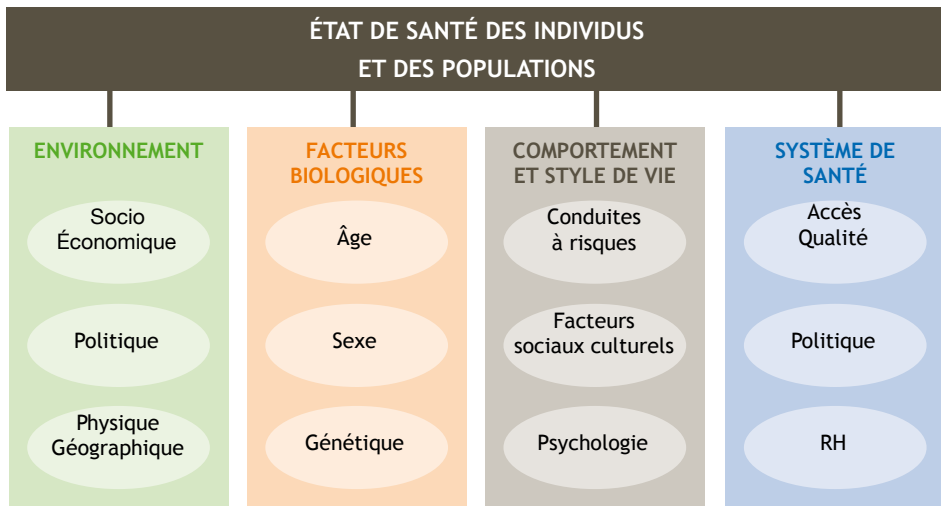 ÉTAT DE SANTÉ DES INDIVIDUS
ET DES POPULATIONS
ENVIRONNEMENT
Socio
Économique
Politique
Physique
Géographique
FACTEURS
BIOLOGIQUES
Âge
Sexe
Génétique
COMPORTEMENT
ET STYLE DE VIE
Conduites
à risques
Facteurs
sociaux culturels
Psychologie
SYSTÈME DE
SANTÉ
Accès
Qualité
Politique
RH